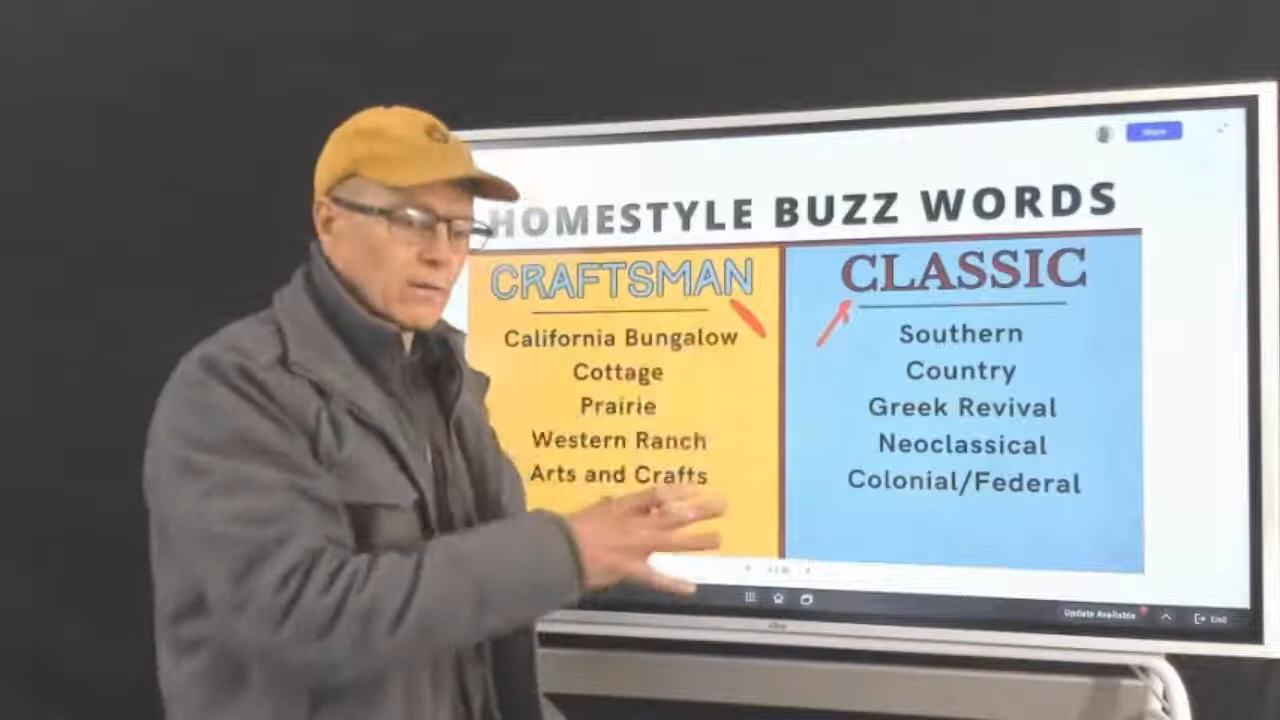 Share
HOMESTYLE BUZZ WORDS
CRAFTSMAN
California Bungalow
Cottage
Prairie
Western Ranch
Arts and Crafts
CLASSIC
Southern
Country
Greek Revival
Neoclassical
Colonial/Federal
Update Available
End